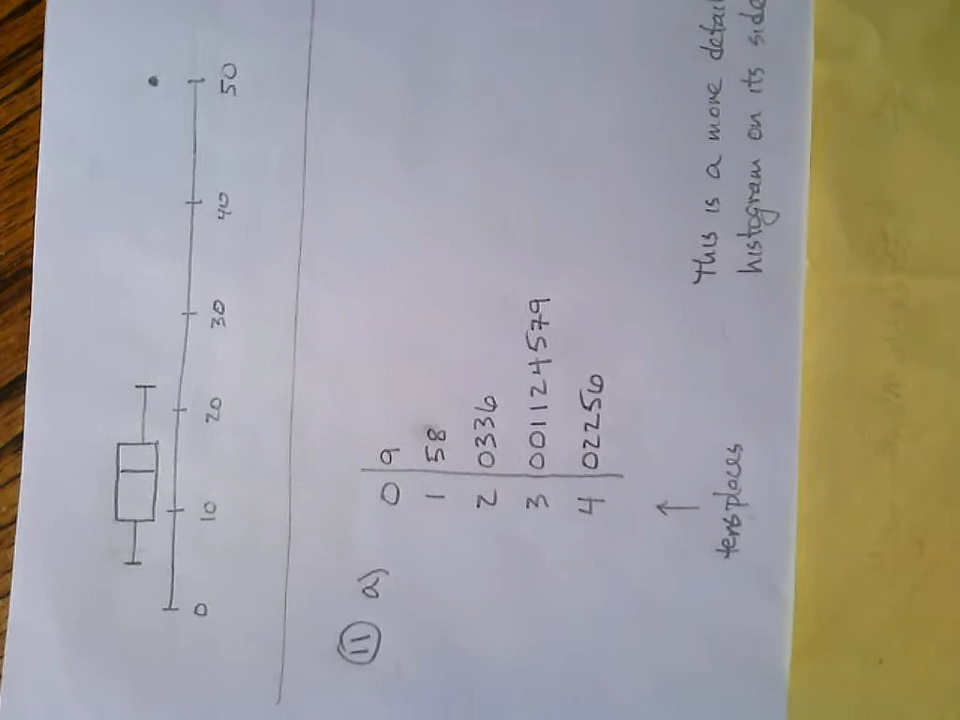 0 10 20 30 40 50
11 a)
0 | 9
1 | 58
2 | 0336
3 | 001124579
4 | 02256
↑
tens places
This is a more
histogram on its side